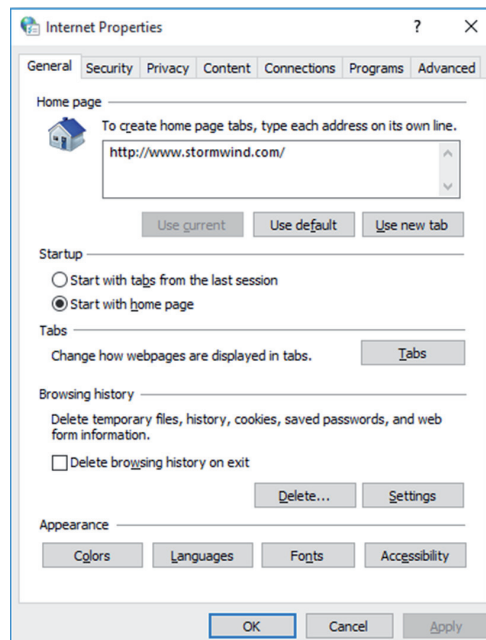 Internet Properties ? ✕
General Security Privacy Content Connections Programs Advanced
Home page
To create home page tabs, type each address on its own line.
http://www.stormwind.com/
Use current Use default Use new tab
Startup
Start with tabs from the last session
Start with home page
Tabs
Change how webpages are displayed in tabs. Tabs
Browsing history
Delete temporary files, history, cookies, saved passwords, and web
form information.
Delete browsing history on exit
Delete... Settings
Appearance
Colors Languages Fonts Accessibility
OK Cancel Apply